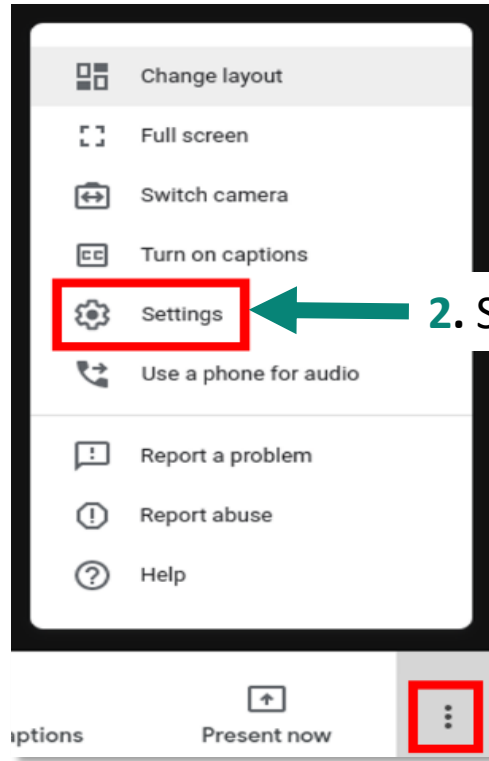 Change layout
Full screen
Switch camera
Turn on captions
Settings
2. S
Use a phone for audio
Report a problem
Report abuse
Help
aptions
Present now